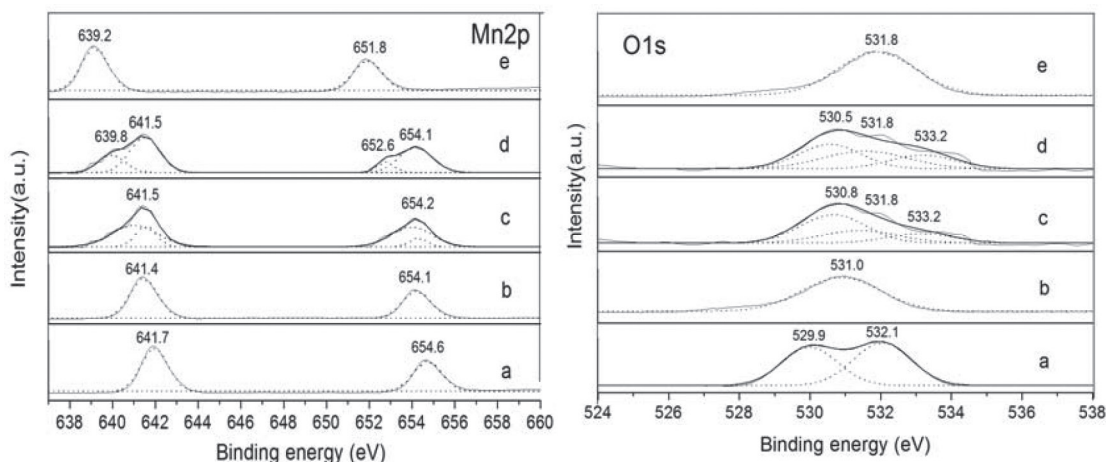 Mn2p
639.2
651.8
e
641.5
639.8
654.1
652.6
d
641.5
654.2
c
641.4
654.1
b
641.7
654.6
a
638 640 642 644 646 648 650 652 654 656 658 660
Binding energy (eV)
Intensity(a.u.)
O1s
531.8
e
530.5
531.8
533.2
d
530.8
531.8
533.2
c
531.0
b
529.9
532.1
a
524 526 528 530 532 534 536 538
Binding energy (eV)
Intensity(a.u.)